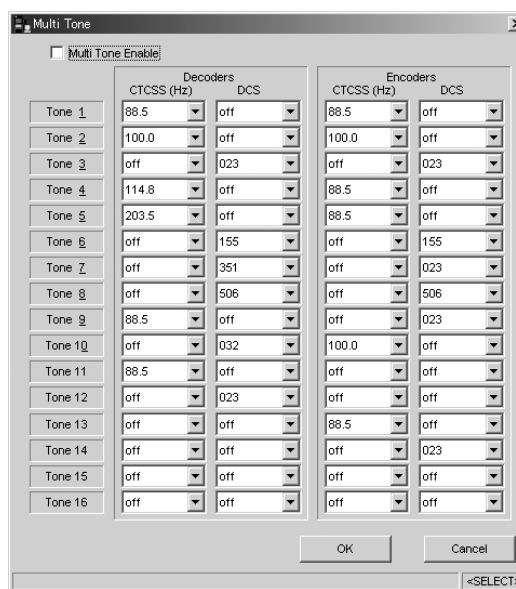 Multi Tone
Multi Tone Enable
Decoders Encoders
CTCSS (Hz) DCS CTCSS (Hz) DCS
Tone 1 88.5 off 88.5 off
Tone 2 100.0 off 100.0 off
Tone 3 off 023 off 023
Tone 4 114.8 off 88.5 off
Tone 5 203.5 off 88.5 off
Tone 6 off 155 off 155
Tone 7 off 351 off 023
Tone 8 off 506 off 506
Tone 9 88.5 off off 023
Tone 10 off 032 100.0 off
Tone 11 88.5 off off off
Tone 12 off 023 off off
Tone 13 off off 88.5 off
Tone 14 off off off 023
Tone 15 off off off off
Tone 16 off off off off
OK Cancel
<SELECT>